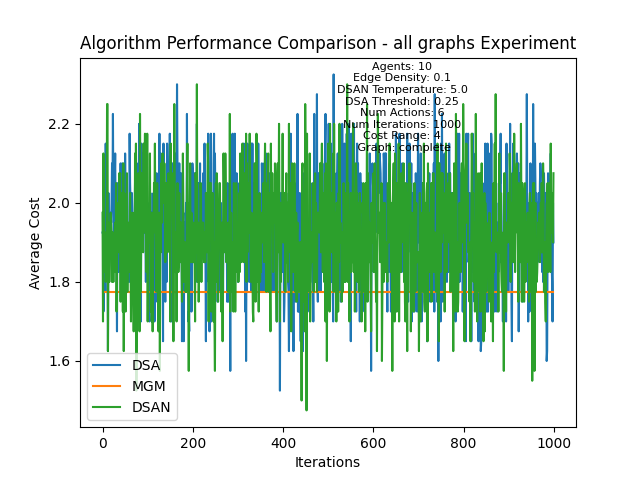 Algorithm Performance Comparison - all graphs Experiment
Agents: 10
Edge Density: 0.1
DSAN Temperature: 5.0
DSA Threshold: 0.25
Num Actions: 6
Num Iterations: 1000
Cost Range: 4
Graph: complete
Average Cost
2.2
2.0
1.8
1.6
DSA
MGM
DSAN
0
200
400
600
800
1000
Iterations